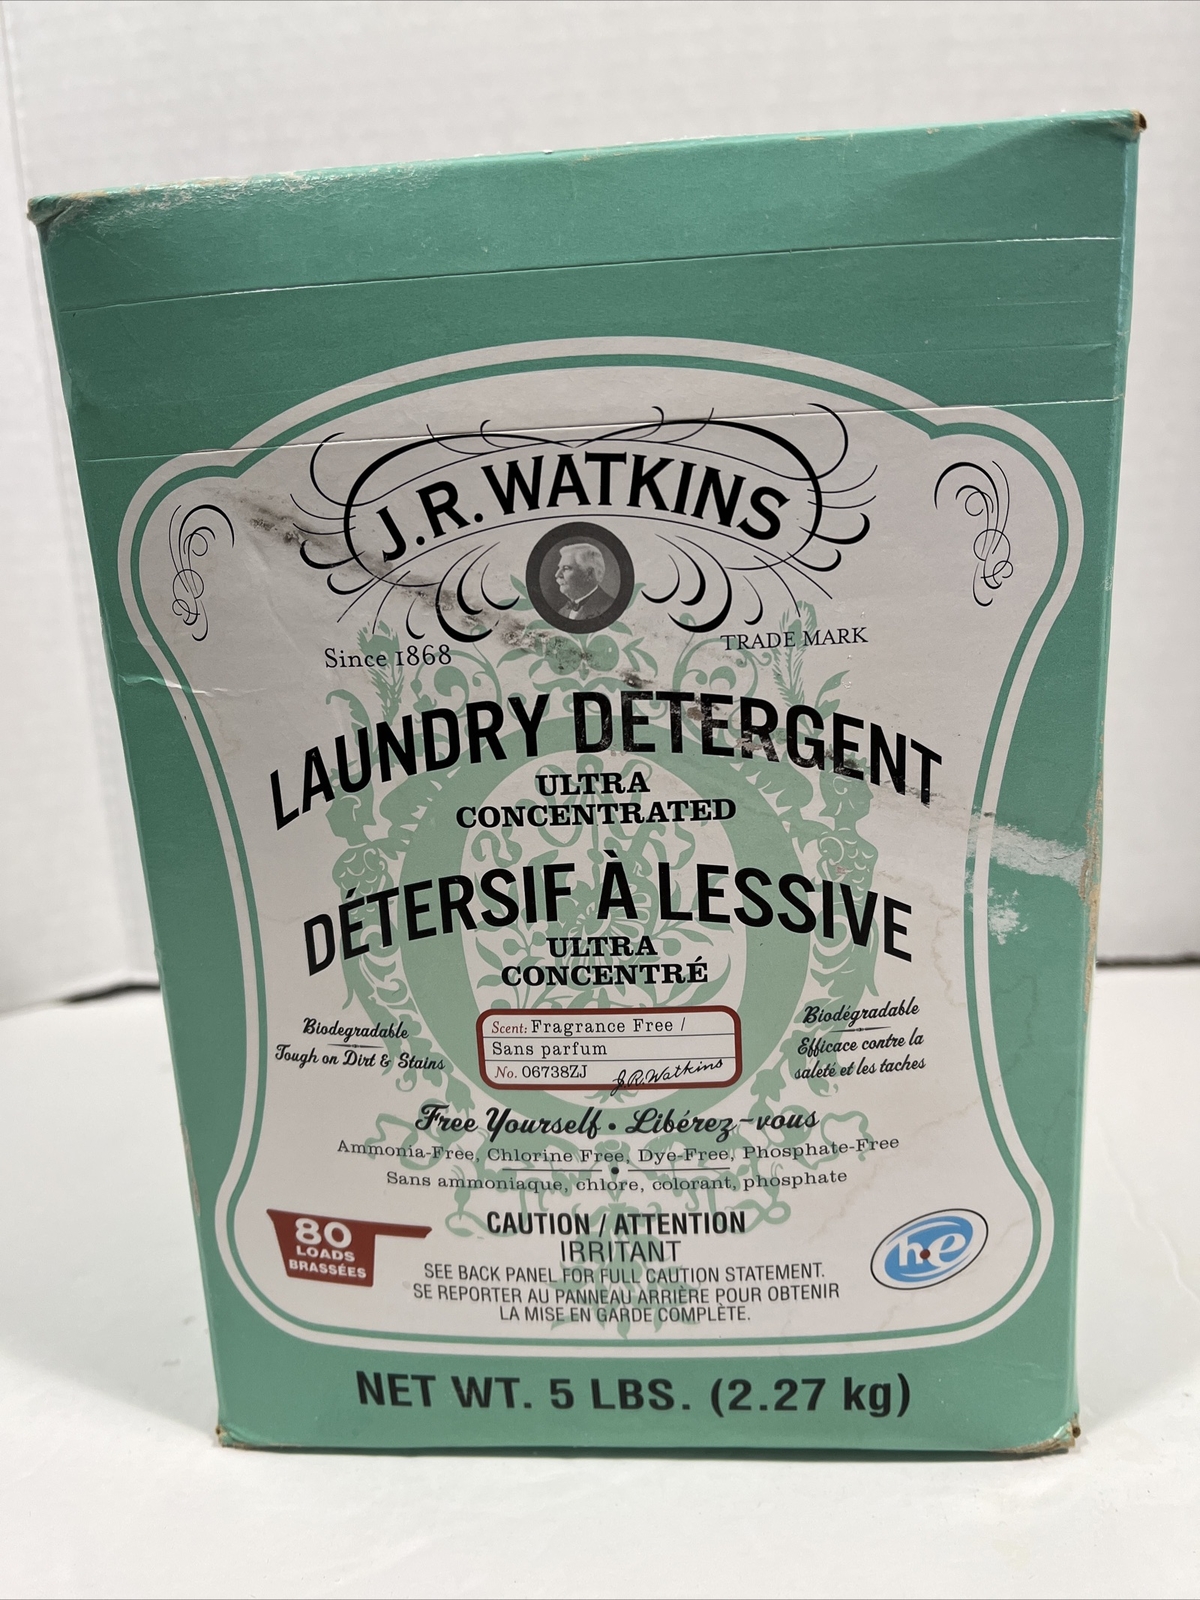 J.R. WATKINS
Since 1868
TRADE MARK
LAUNDRY DETERGENT
ULTRA
CONCENTRATED
DÉTERSIF À LESSIVE
ULTRA
CONCENTRÉ
Biodegradable
Tough on Dirt & Stains
Scent: Fragrance Free /
Sans parfum
No. 06738ZJ J.R. Watkins
Biodégradable
Efficace contre la
saleté et les taches
Free Yourself • Libérez-vous
Ammonia-Free, Chlorine Free, Dye-Free, Phosphate-Free
Sans ammoniaque, chlore, colorant, phosphate
80
LOADS
BRASSÉES
CAUTION / ATTENTION
IRRITANT
SEE BACK PANEL FOR FULL CAUTION STATEMENT.
SE REPORTER AU PANNEAU ARRIÈRE POUR OBTENIR
LA MISE EN GARDE COMPLÈTE.
he
NET WT. 5 LBS. (2.27 kg)